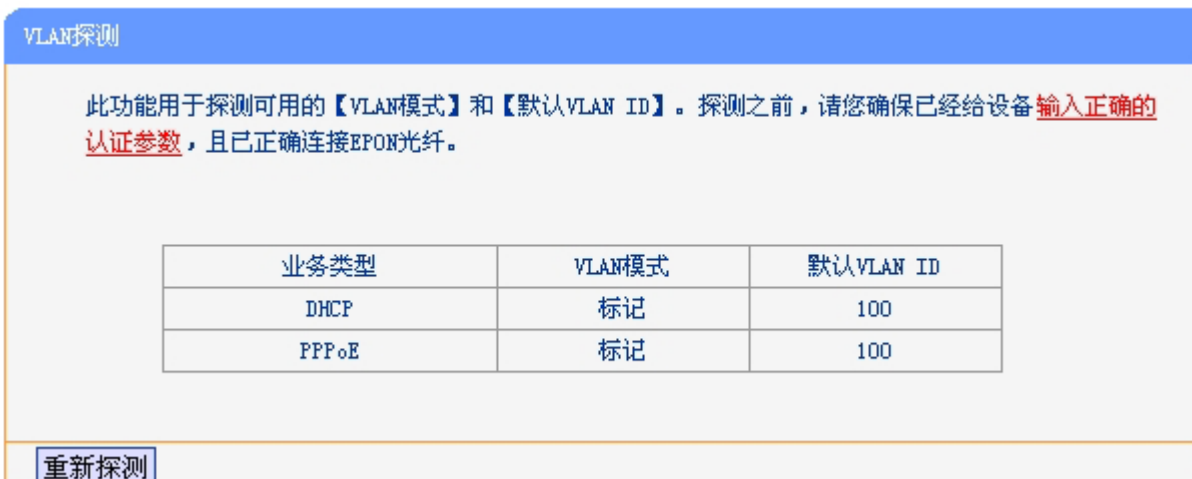 VLAN探测
此功能用于探测可用的【VLAN模式】和【默认VLAN ID】。探测之前，请您确保已经给设备输入正确的
认证参数，且已正确连接EPON光纤。
业务类型 VLAN模式 默认VLAN ID
DHCP 标记 100
PPPoE 标记 100
重新探测